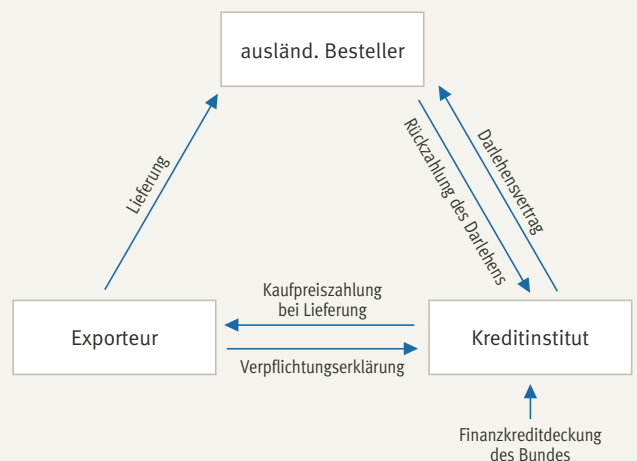 ausländ. Besteller
Lieferung
Rückzahlung des Darlehens
Darlehensvertrag
Kaufpreiszahlung
bei Lieferung
Exporteur
Kreditinstitut
Verpflichtungserklärung
Finanzkreditdeckung
des Bundes